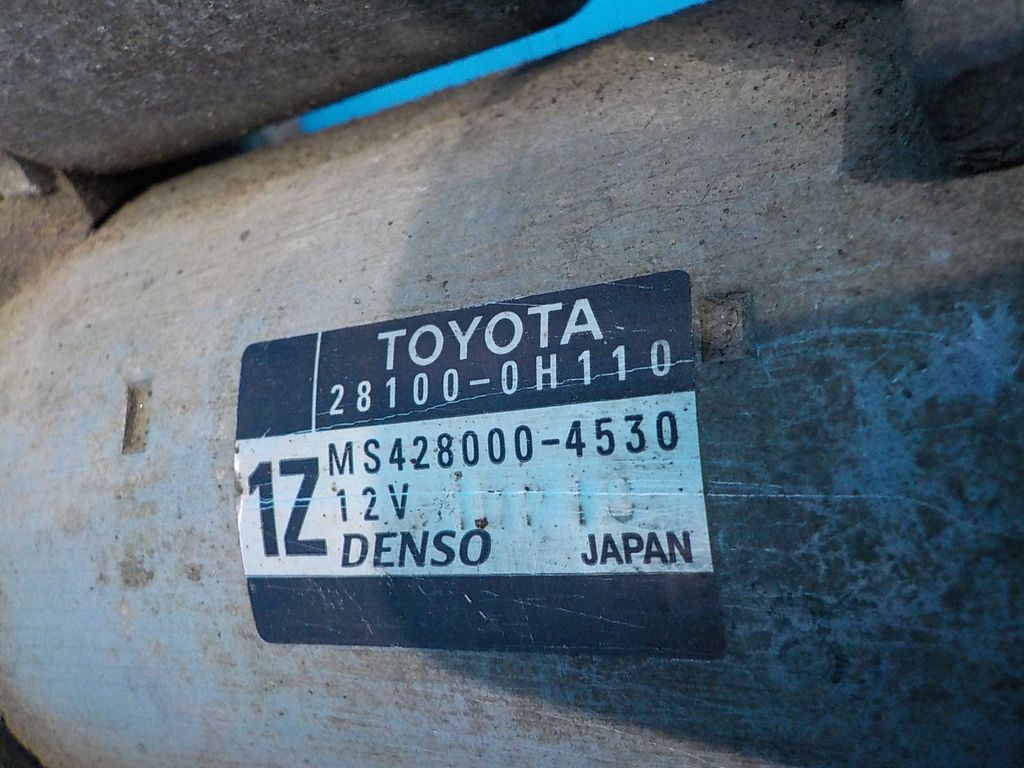 TOYOTA
28100-0H110
1Z
MS428000-4530
12V
DENSO JAPAN